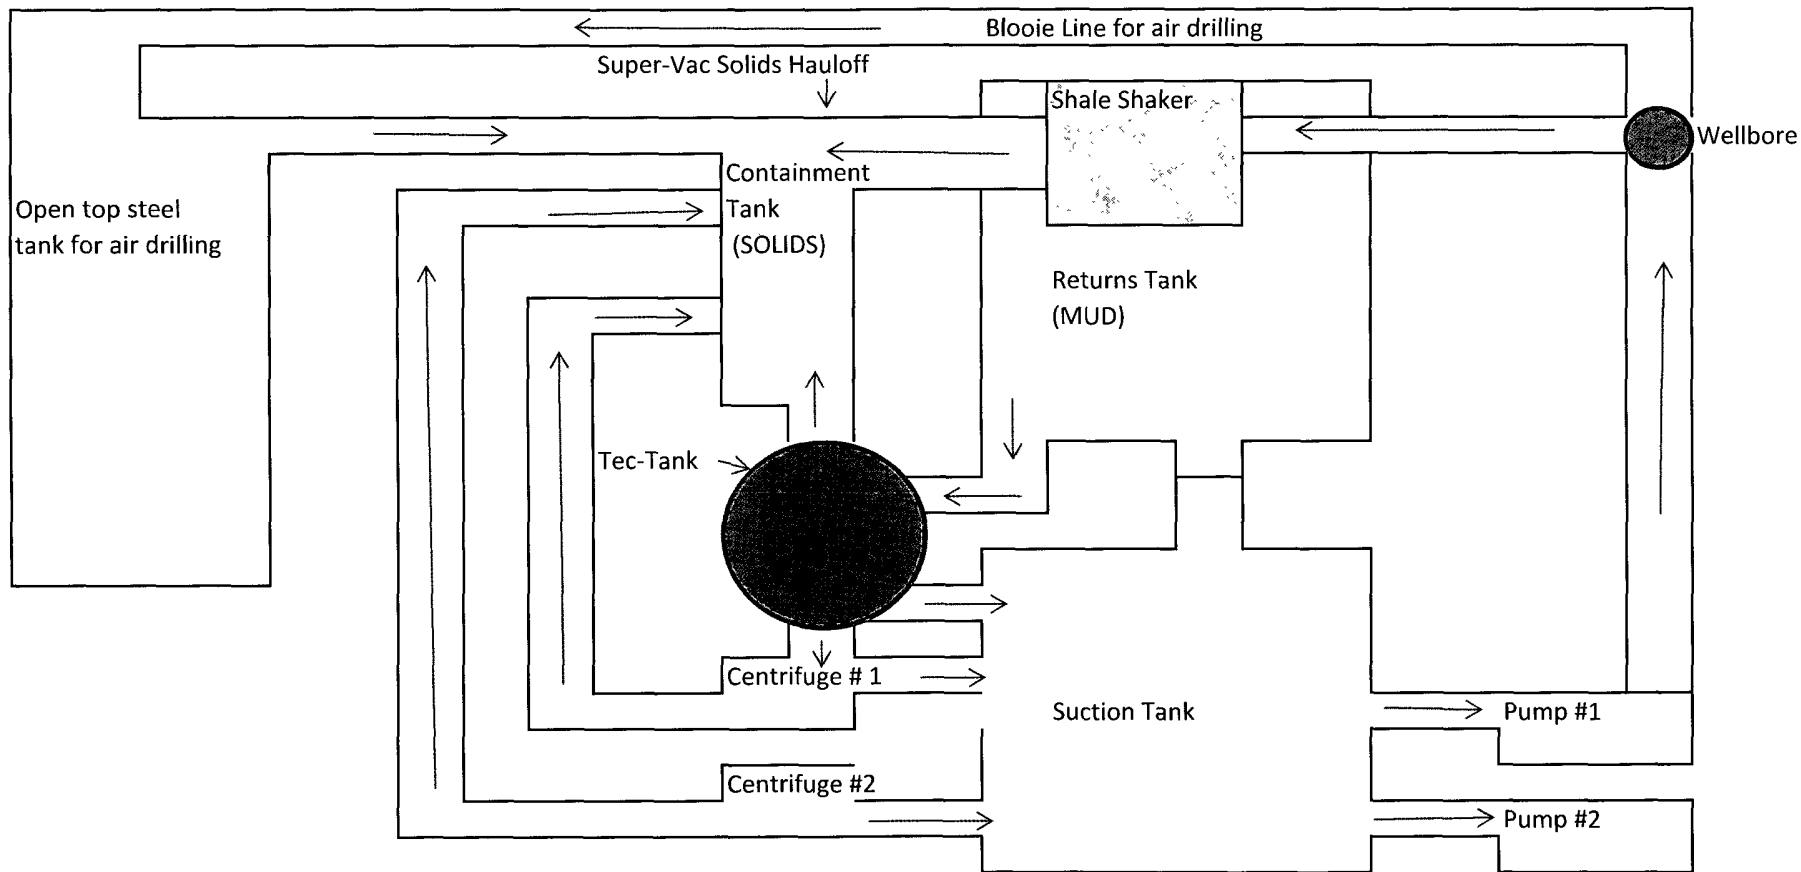 Blooie Line for air drilling
Super-Vac Solids Hauloff
Shale Shaker
Wellbore
Containment
Tank
(SOLIDS)
Open top steel
tank for air drilling
Returns Tank
(MUD)
Tec-Tank
Centrifuge # 1
Suction Tank
Pump #1
Centrifuge #2
Pump #2